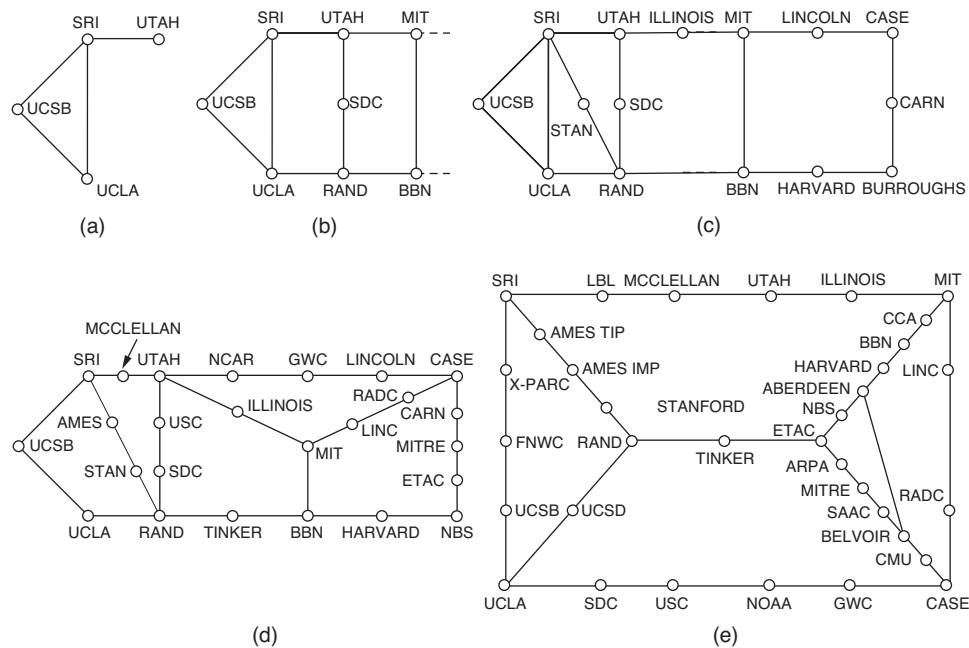 SRI UTAH
UCSB
UCLA
(a)
SRI UTAH MIT
UCSB SDC
UCLA RAND BBN
(b)
SRI UTAH ILLINOIS MIT LINCOLN CASE
UCSB SDC CARN
STAN
UCLA RAND BBN HARVARD BURROUGHS
(c)
MCCLELLAN
SRI UTAH NCAR GWC LINCOLN CASE
RADC
ILLINOIS CARN
AMES USC LINC
UCSB MIT MITRE
STAN SDC ETAC
UCLA RAND TINKER BBN HARVARD NBS
(d)
SRI LBL MCCLELLAN UTAH ILLINOIS MIT
CCA
AMES TIP
BBN
AMES IMP HARVARD LINC
X-PARC ABERDEEN
STANFORD NBS
FNWC RAND ETAC
TINKER
ARPA
MITRE RADC
UCSB UCSD SAAC
BELVOIR
CMU
UCLA SDC USC NOAA GWC CASE
(e)